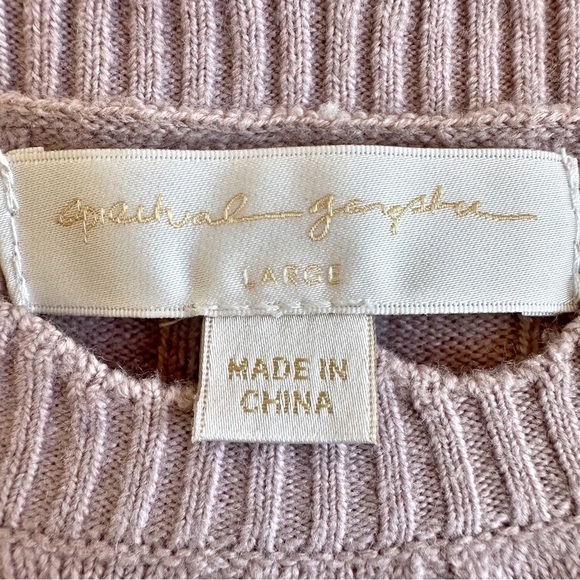 spiritual gangster
LARGE
MADE IN
CHINA